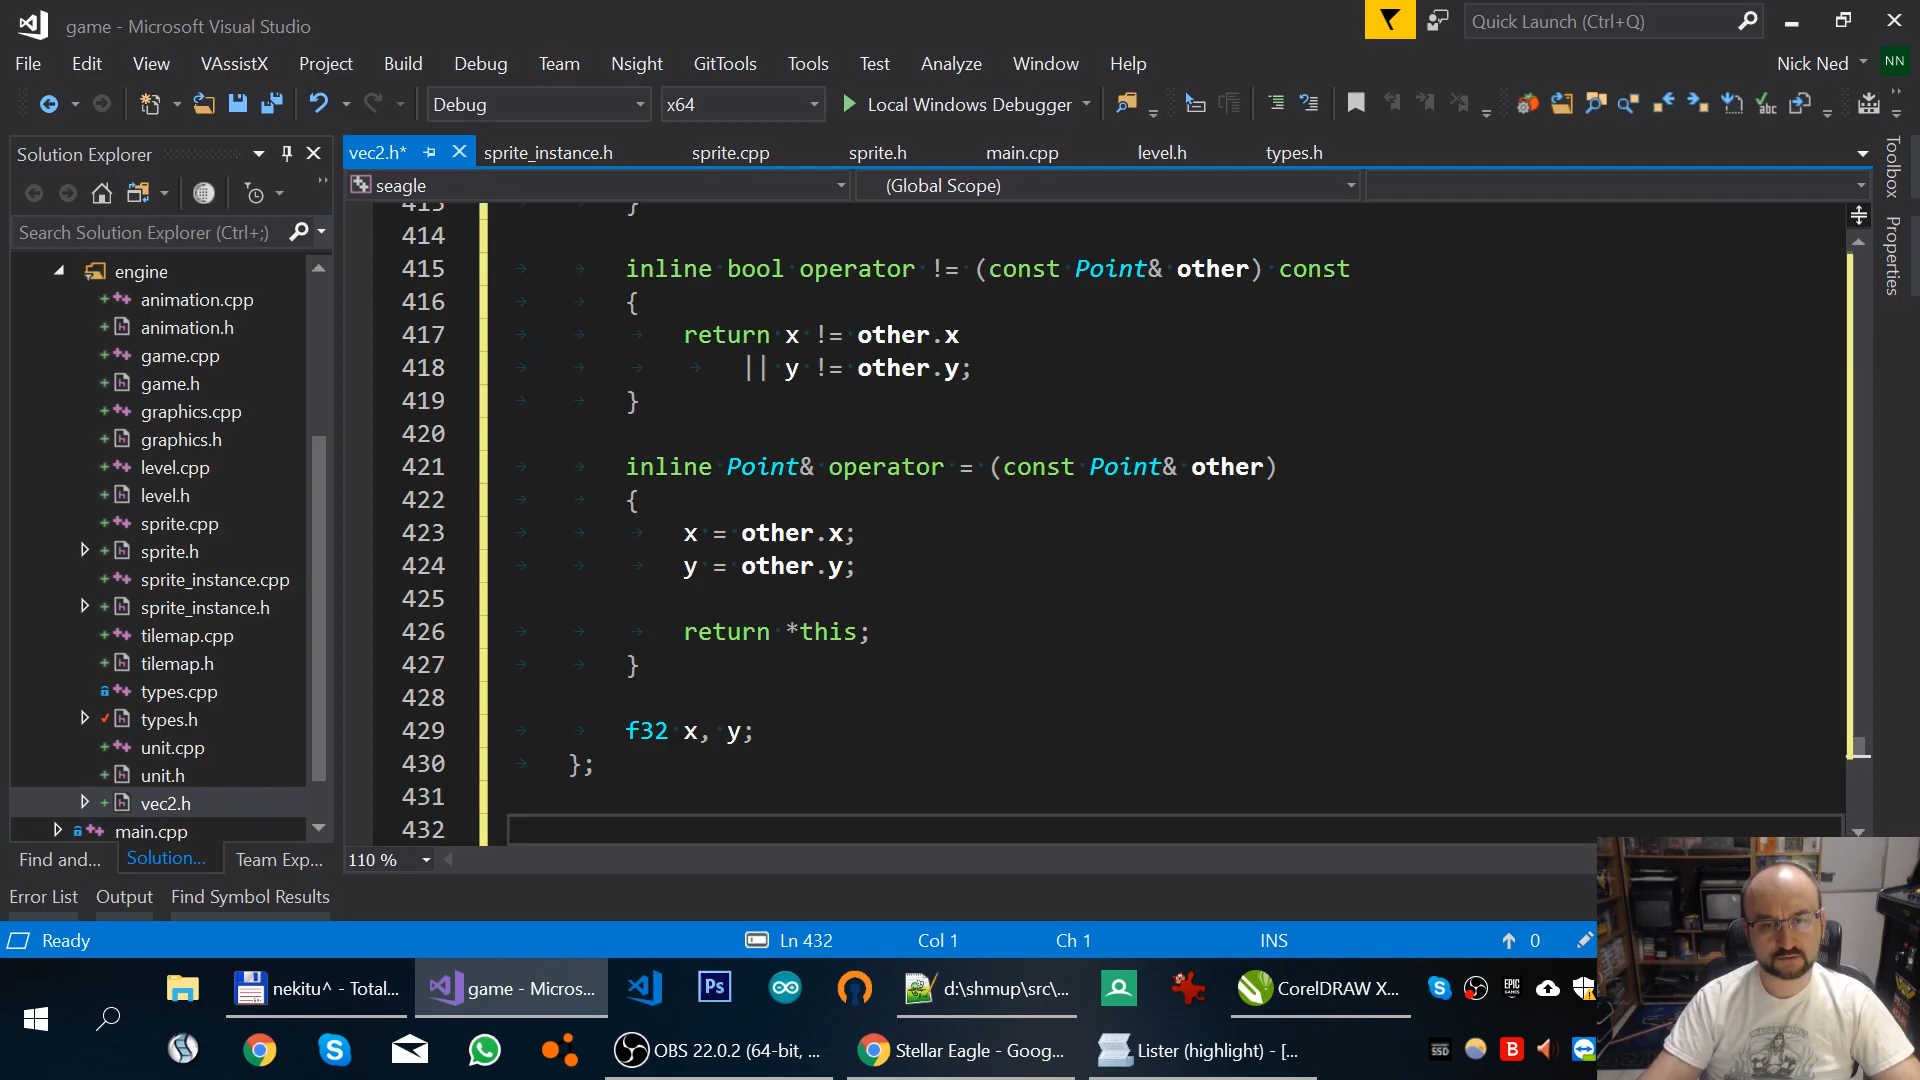 game - Microsoft Visual Studio
Quick Launch (Ctrl+Q)
File Edit View VAssistX Project Build Debug Team Nsight GitTools Tools Test Analyze Window Help
Nick Ned NN
Debug x64 Local Windows Debugger
Solution Explorer
vec2.h* sprite_instance.h sprite.cpp sprite.h main.cpp level.h types.h
seagle (Global Scope)
Search Solution Explorer (Ctrl+;)
engine
animation.cpp
animation.h
game.cpp
game.h
graphics.cpp
graphics.h
level.cpp
level.h
sprite.cpp
sprite.h
sprite_instance.cpp
sprite_instance.h
tilemap.cpp
tilemap.h
types.cpp
types.h
unit.cpp
unit.h
vec2.h
main.cpp
Find and... Solution... Team Exp...
413 }
414
415 inline bool operator != (const Point& other) const
416 {
417 return x != other.x
418 || y != other.y;
419 }
420
421 inline Point& operator = (const Point& other)
422 {
423 x = other.x;
424 y = other.y;
425
426 return *this;
427 }
428
429 f32 x, y;
430 };
431
432
110 %
Toolbox
Properties
Error List Output Find Symbol Results
Ready Ln 432 Col 1 Ch 1 INS 0
nekitu^ - Total... game - Micros... Ps d:\shmup\src\... CorelDRAW X... EPIC GAMES
OBS 22.0.2 (64-bit, ... Stellar Eagle - Goog... Lister (highlight) - [... SSD B